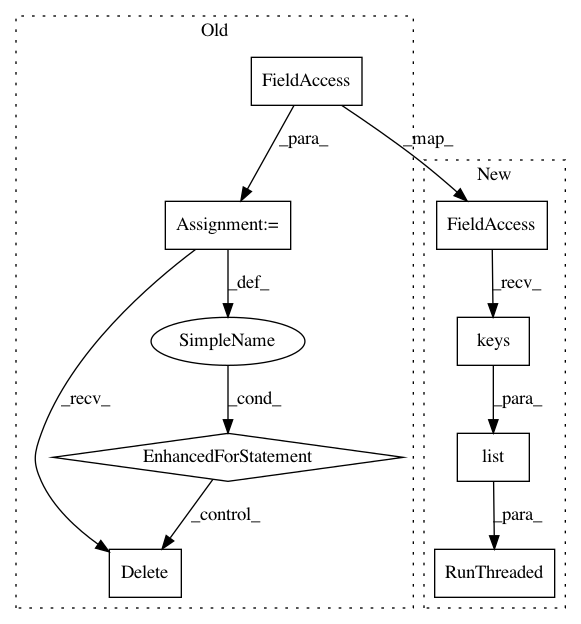 Old
FieldAccess
_para_
_map_
New
Assignment:=
FieldAccess
_def_
_recv_
SimpleName
keys
_recv_
_cond_
_para_
EnhancedForStatement
list
_control_
_para_
Delete
RunThreaded